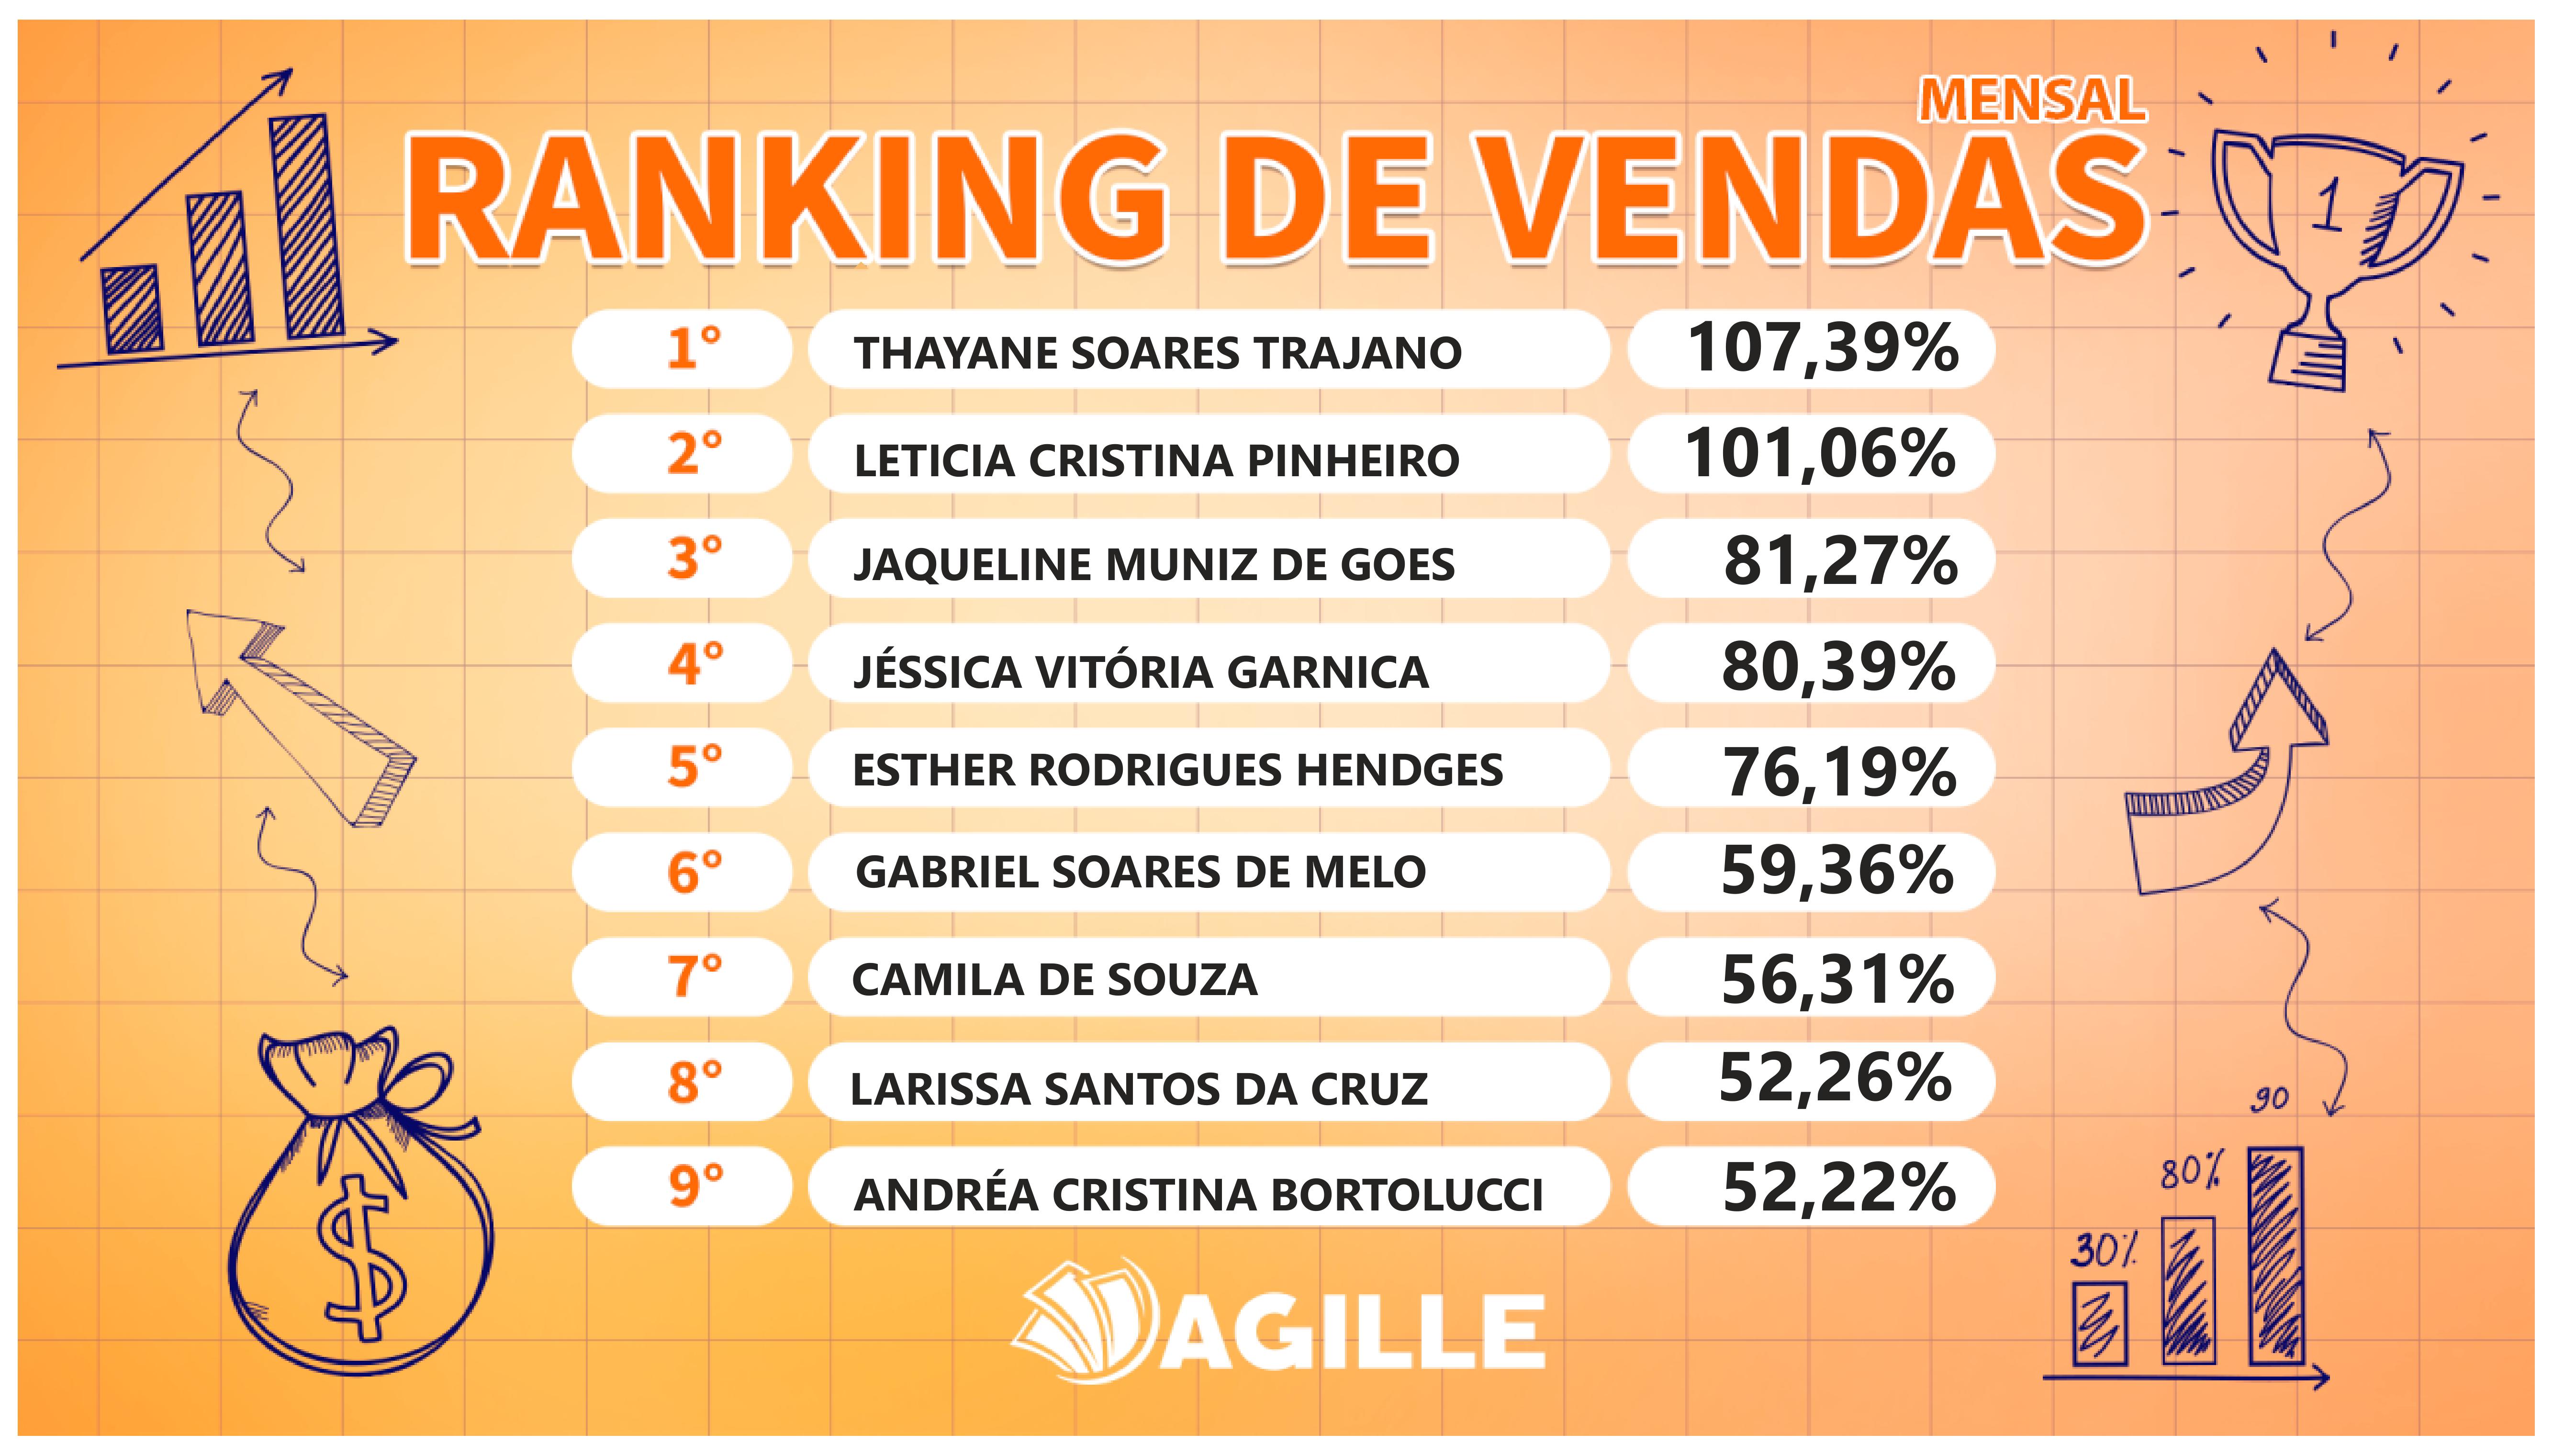 MENSAL
RANKING DE VENDAS
1
1° THAYANE SOARES TRAJANO 107,39%
2° LETICIA CRISTINA PINHEIRO 101,06%
3° JAQUELINE MUNIZ DE GOES 81,27%
4° JÉSSICA VITÓRIA GARNICA 80,39%
5° ESTHER RODRIGUES HENDGES 76,19%
6° GABRIEL SOARES DE MELO 59,36%
7° CAMILA DE SOUZA 56,31%
8° LARISSA SANTOS DA CRUZ 52,26%
9° ANDRÉA CRISTINA BORTOLUCCI 52,22%
$
90
80%
30%
AGILLE